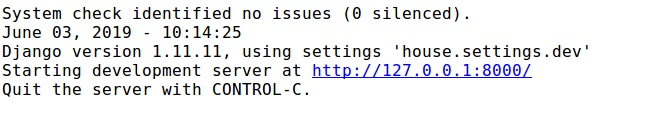 System check identified no issues (0 silenced).
June 03, 2019 - 10:14:25
Django version 1.11.11, using settings 'house.settings.dev'
Starting development server at http://127.0.0.1:8000/
Quit the server with CONTROL-C.